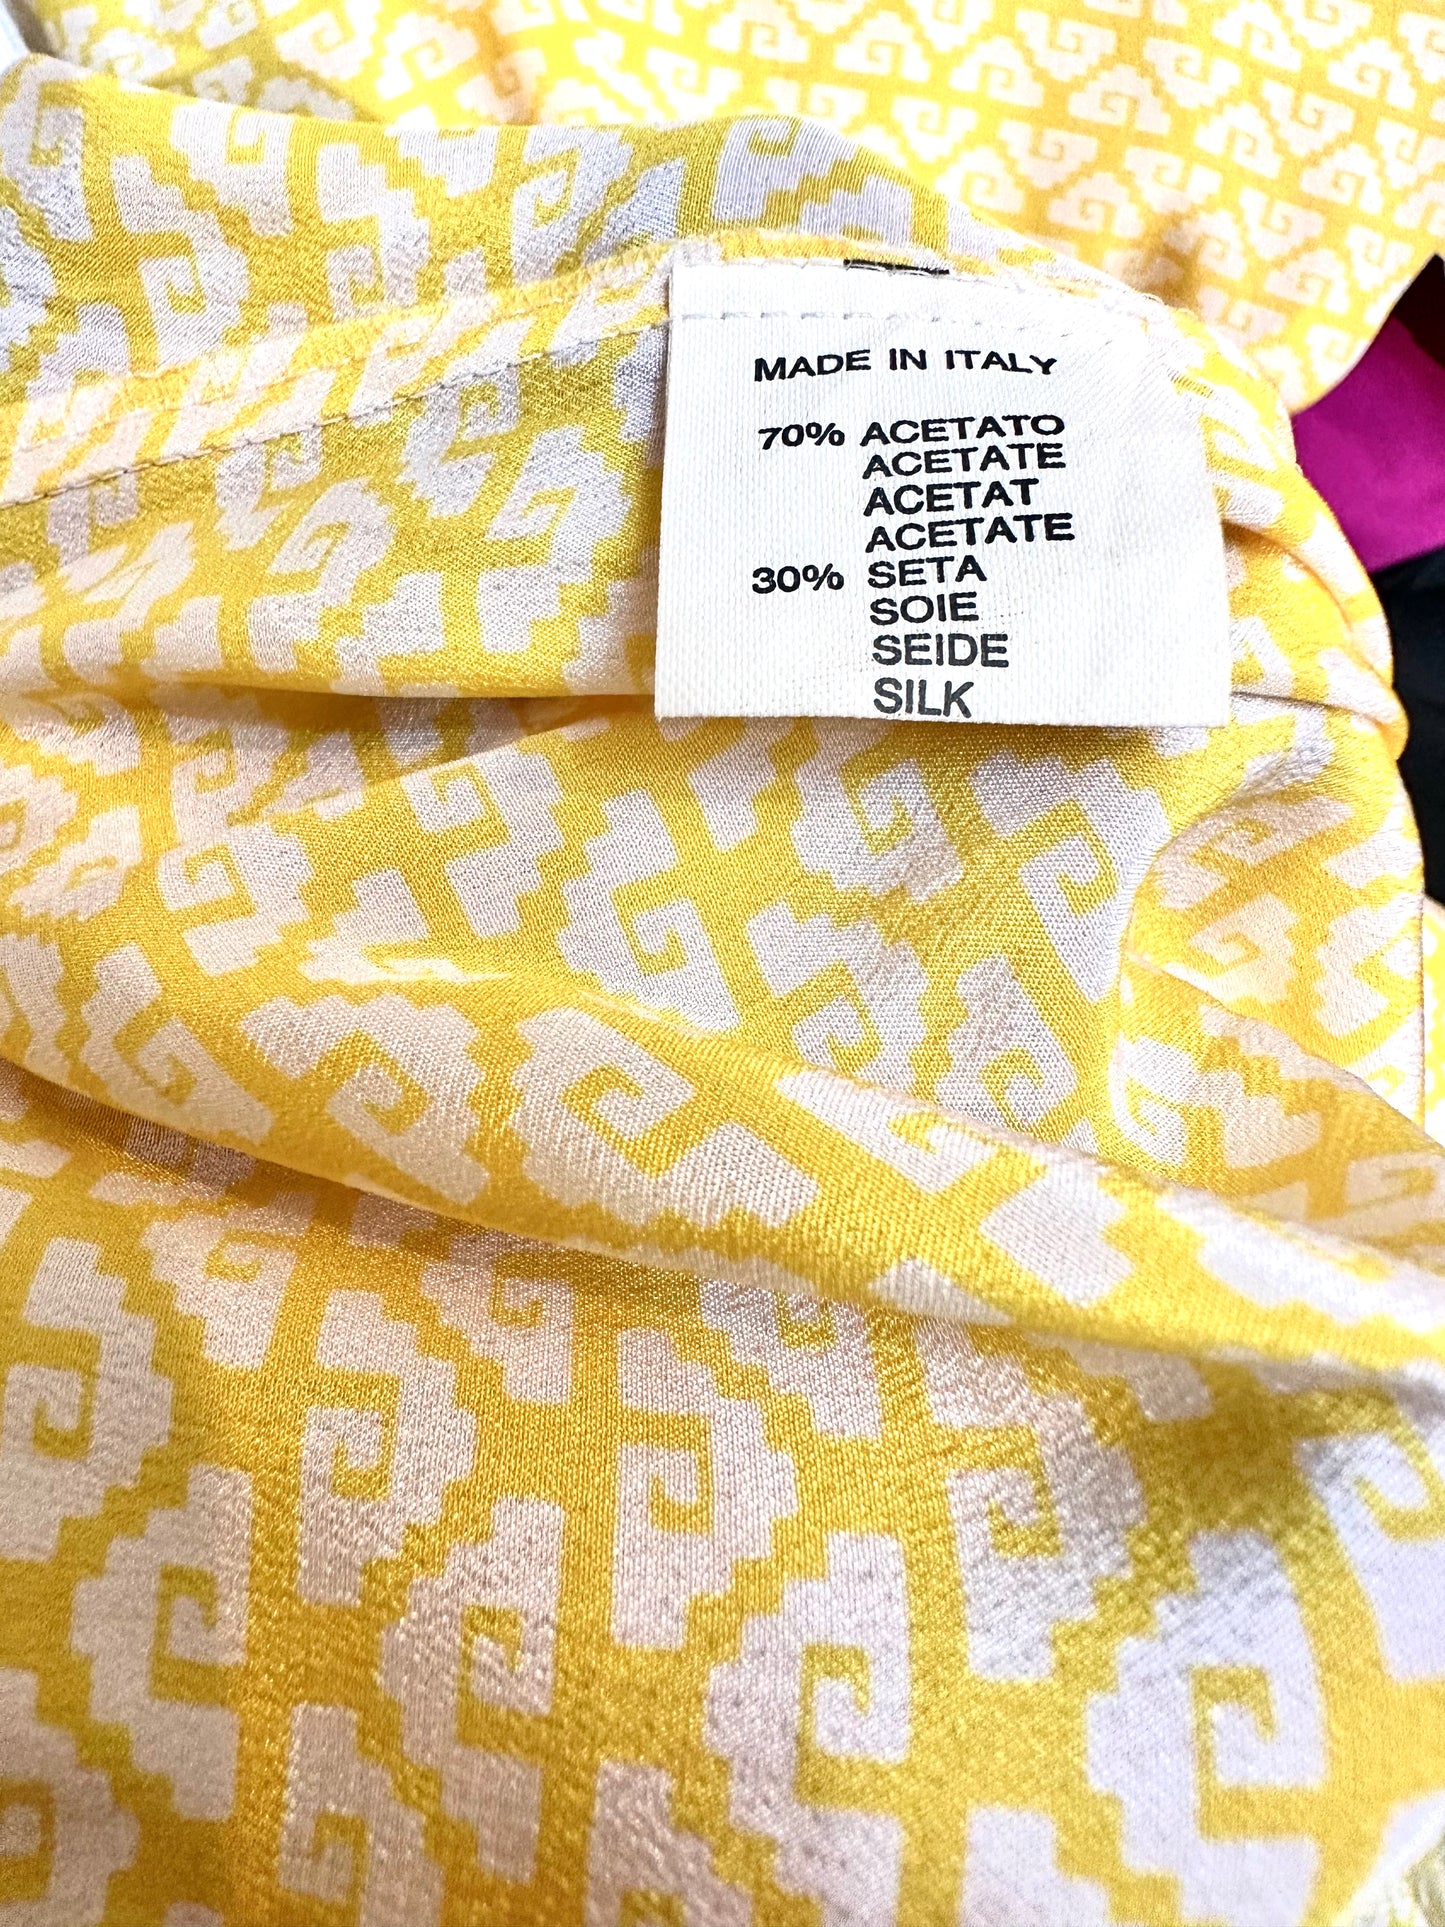 MADE IN ITALY
70% ACETATO
ACETATE
ACETAT
ACETATE
30% SETA
SOIE
SEIDE
SILK